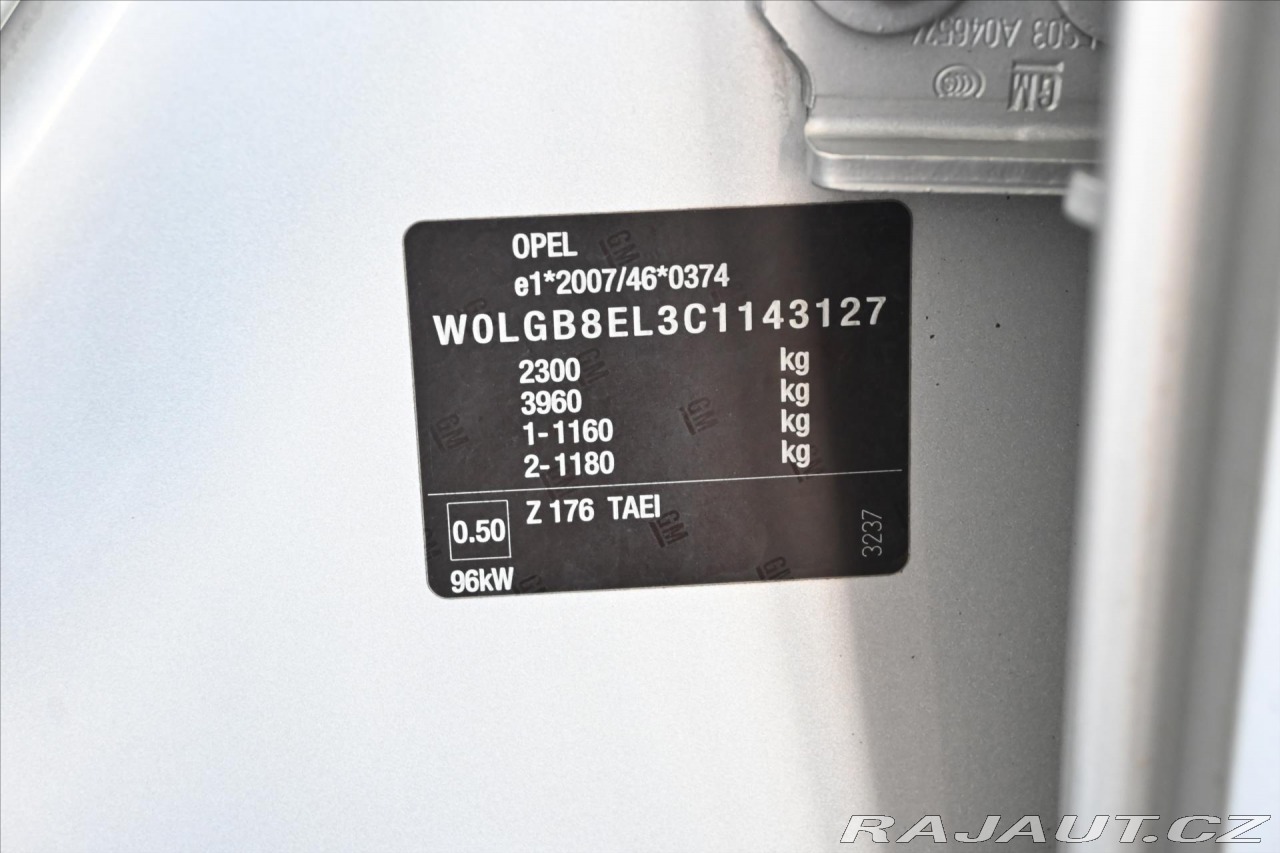 GM
OPEL
e1*2007/46*0374
W0LGB8EL3C1143127
2300 kg
3960 kg
1-1160 kg
2-1180 kg
0.50 Z 176 TAEI
96kW
3237
RAJAUT.CZ